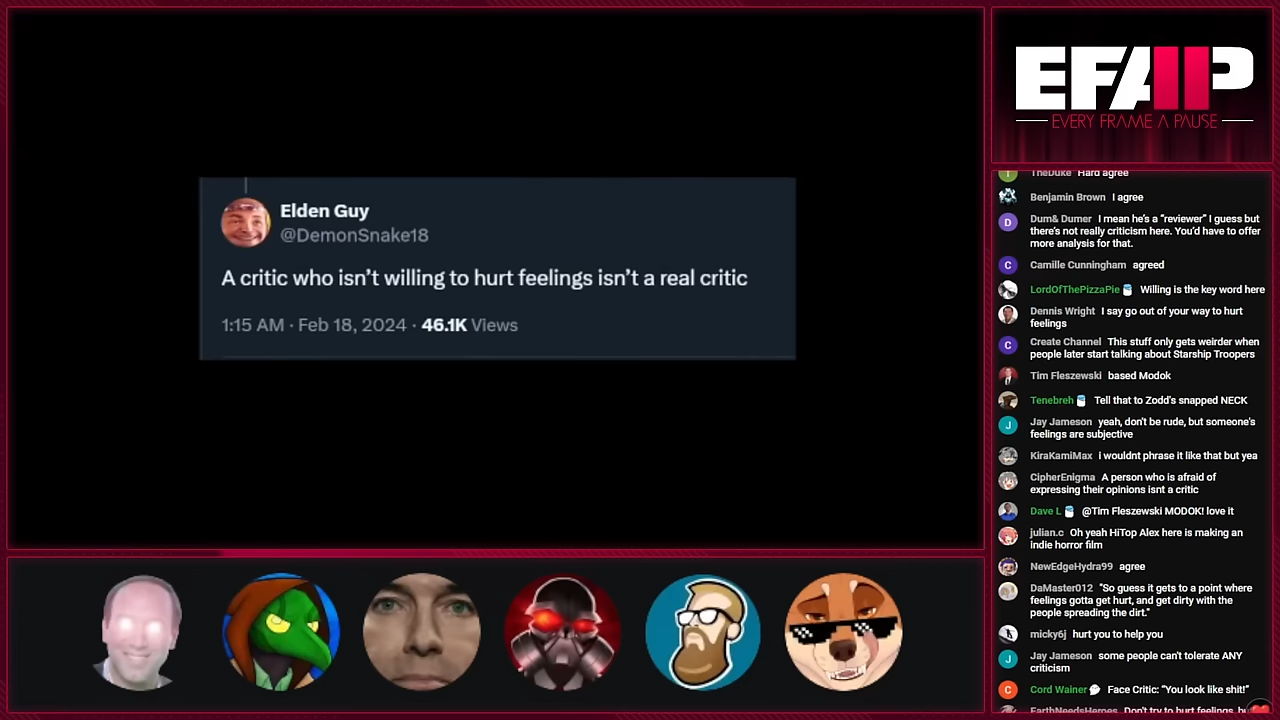 Elden Guy
@DemonSnake18
A critic who isn’t willing to hurt feelings isn’t a real critic
1:15 AM · Feb 18, 2024 · 46.1K Views
EFAP
EVERY FRAME A PAUSE
T TheDuke Hard agree
Benjamin Brown I agree
D Dum& Dumer I mean he's a "reviewer" I guess but
there's not really criticism here. You'd have to offer
more analysis for that.
C Camille Cunningham agreed
LordOfThePizzaPie Willing is the key word here
Dennis Wright I say go out of your way to hurt
feelings
C Create Channel This stuff only gets weirder when
people later start talking about Starship Troopers
Tim Fleszewski based Modok
Tenebreh Tell that to Zodd's snapped NECK
J Jay Jameson yeah, don't be rude, but someone's
feelings are subjective
KiraKamiMax i wouldnt phrase it like that but yea
CipherEnigma A person who is afraid of
expressing their opinions isnt a critic
Dave L @Tim Fleszewski MODOK! love it
julian.c Oh yeah HiTop Alex here is making an
indie horror film
NewEdgeHydra99 agree
DaMaster012 "So guess it gets to a point where
feelings gotta get hurt, and get dirty with the
people spreading the dirt."
micky6j hurt you to help you
J Jay Jameson some people can't tolerate ANY
criticism
C Cord Wainer Face Critic: "You look like shit!"
EarthNeedsHeroes Don't try to hurt feelings,